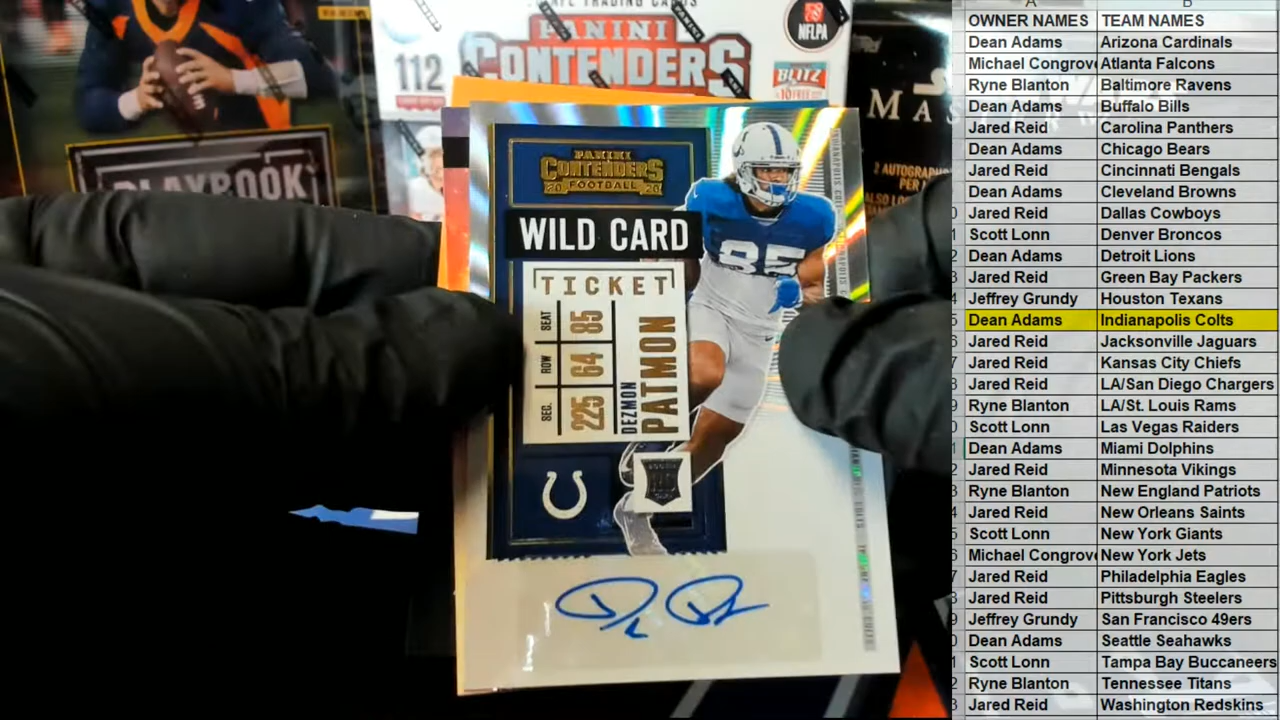 PANINI
CONTENDERS
112
NFLPA
BLITZ
PLAYBOOK
2 AUTOGRAPH
PER
PANINI
CONTENDERS
FOOTBALL
20 20
WILD CARD
TICKET
SEAT 85
ROW 64
SEC. 225
DEZMON
PATMON
85
OWNER NAMES TEAM NAMES
Dean Adams Arizona Cardinals
Michael Congrove Atlanta Falcons
Ryne Blanton Baltimore Ravens
Dean Adams Buffalo Bills
Jared Reid Carolina Panthers
Dean Adams Chicago Bears
Jared Reid Cincinnati Bengals
Dean Adams Cleveland Browns
Jared Reid Dallas Cowboys
Scott Lonn Denver Broncos
Dean Adams Detroit Lions
Jared Reid Green Bay Packers
Jeffrey Grundy Houston Texans
Dean Adams Indianapolis Colts
Jared Reid Jacksonville Jaguars
Jared Reid Kansas City Chiefs
Jared Reid LA/San Diego Chargers
Ryne Blanton LA/St. Louis Rams
Scott Lonn Las Vegas Raiders
Dean Adams Miami Dolphins
Jared Reid Minnesota Vikings
Ryne Blanton New England Patriots
Jared Reid New Orleans Saints
Scott Lonn New York Giants
Michael Congrove New York Jets
Jared Reid Philadelphia Eagles
Jared Reid Pittsburgh Steelers
Jeffrey Grundy San Francisco 49ers
Dean Adams Seattle Seahawks
Scott Lonn Tampa Bay Buccaneers
Ryne Blanton Tennessee Titans
Jared Reid Washington Redskins